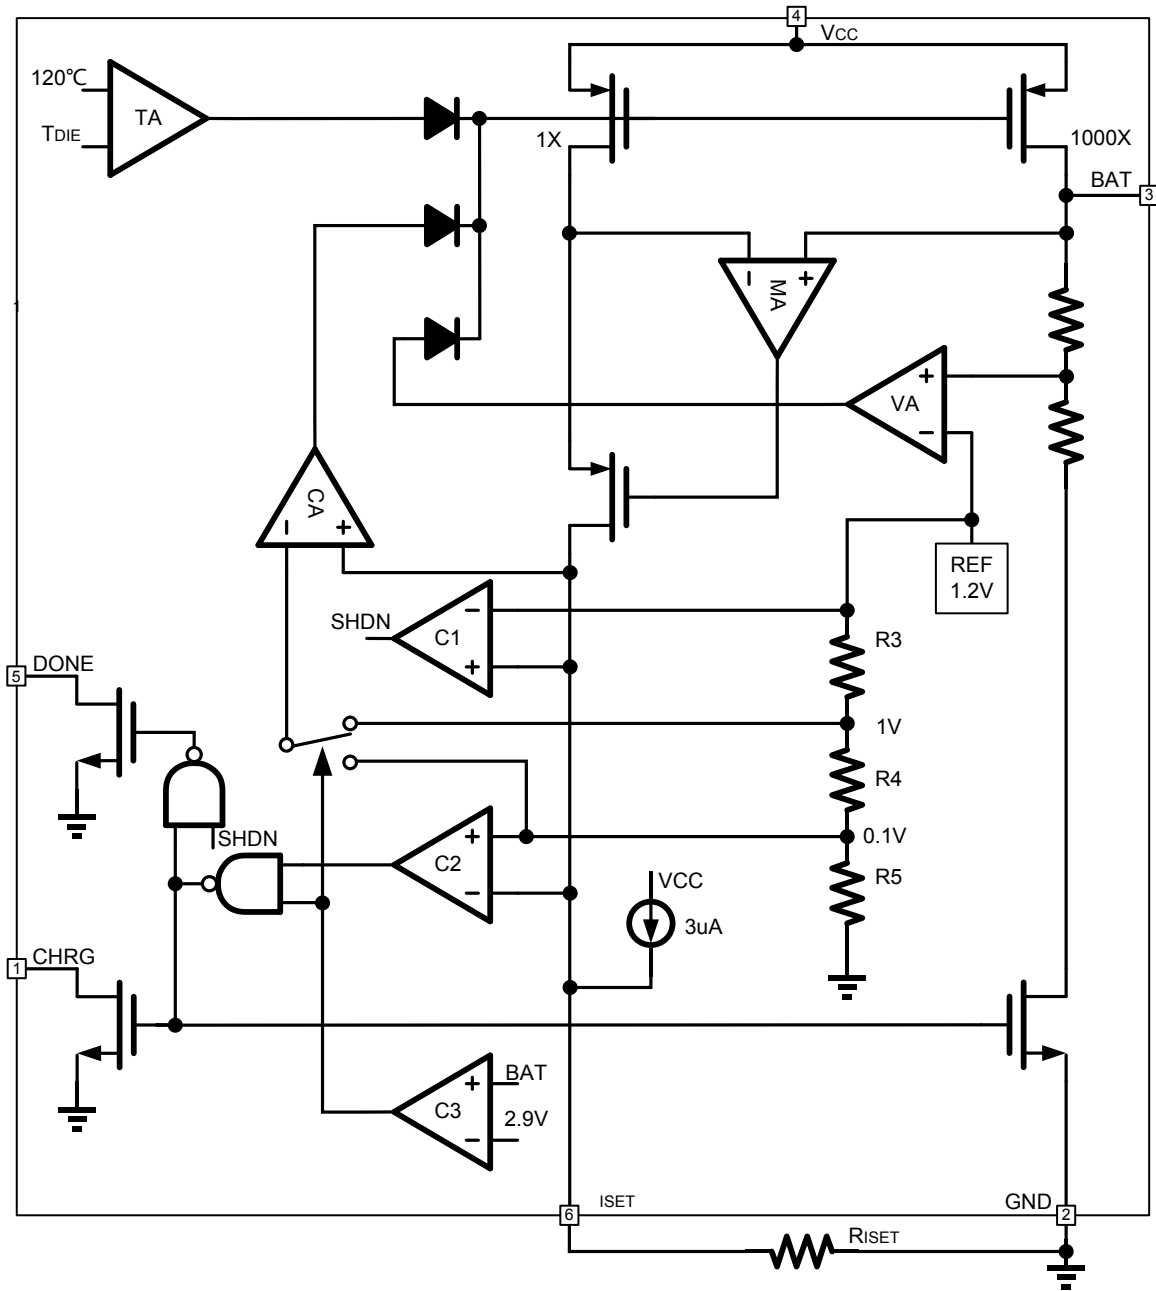 4
VCC
120℃
TA
TDIE
1X
1000X
BAT
3
1
−
+
MA
+
VA
−
CA
−
+
REF
1.2V
SHDN
−
C1
+
R3
5
DONE
1V
R4
SHDN
+
C2
−
0.1V
R5
VCC
3uA
1
CHRG
+
BAT
C3
2.9V
−
6
ISET
GND
2
RISET